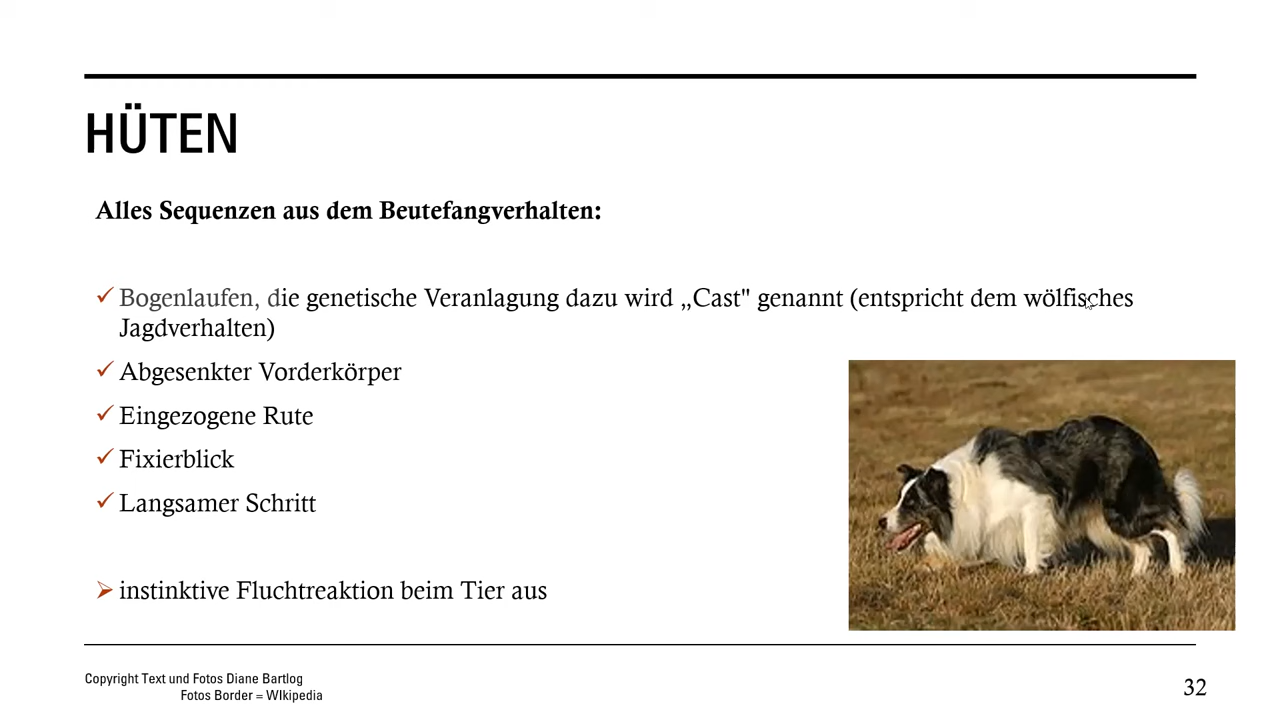 HÜTEN
Alles Sequenzen aus dem Beutefangverhalten:
✓ Bogenlaufen, die genetische Veranlagung dazu wird „Cast" genannt (entspricht dem wölfisches
Jagdverhalten)
✓ Abgesenkter Vorderkörper
✓ Eingezogene Rute
✓ Fixierblick
✓ Langsamer Schritt
➢ instinktive Fluchtreaktion beim Tier aus
Copyright Text und Fotos Diane Bartlog
Fotos Border = WIkipedia
32